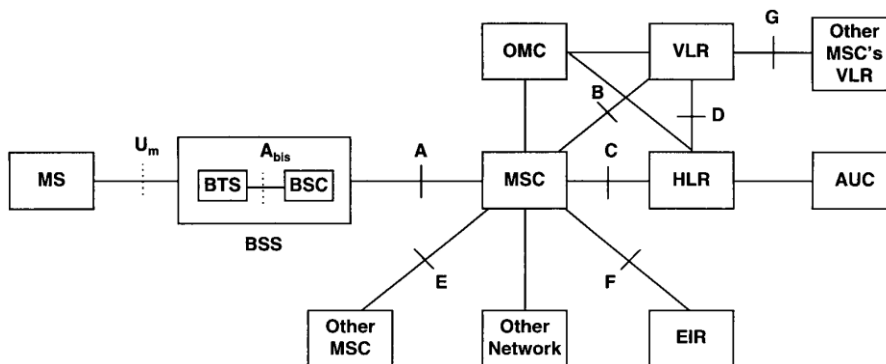 G
OMC
VLR
Other
MSC's
VLR
B
D
Um
Abis
A
C
MS
BTS
BSC
MSC
HLR
AUC
BSS
E
F
Other
MSC
Other
Network
EIR